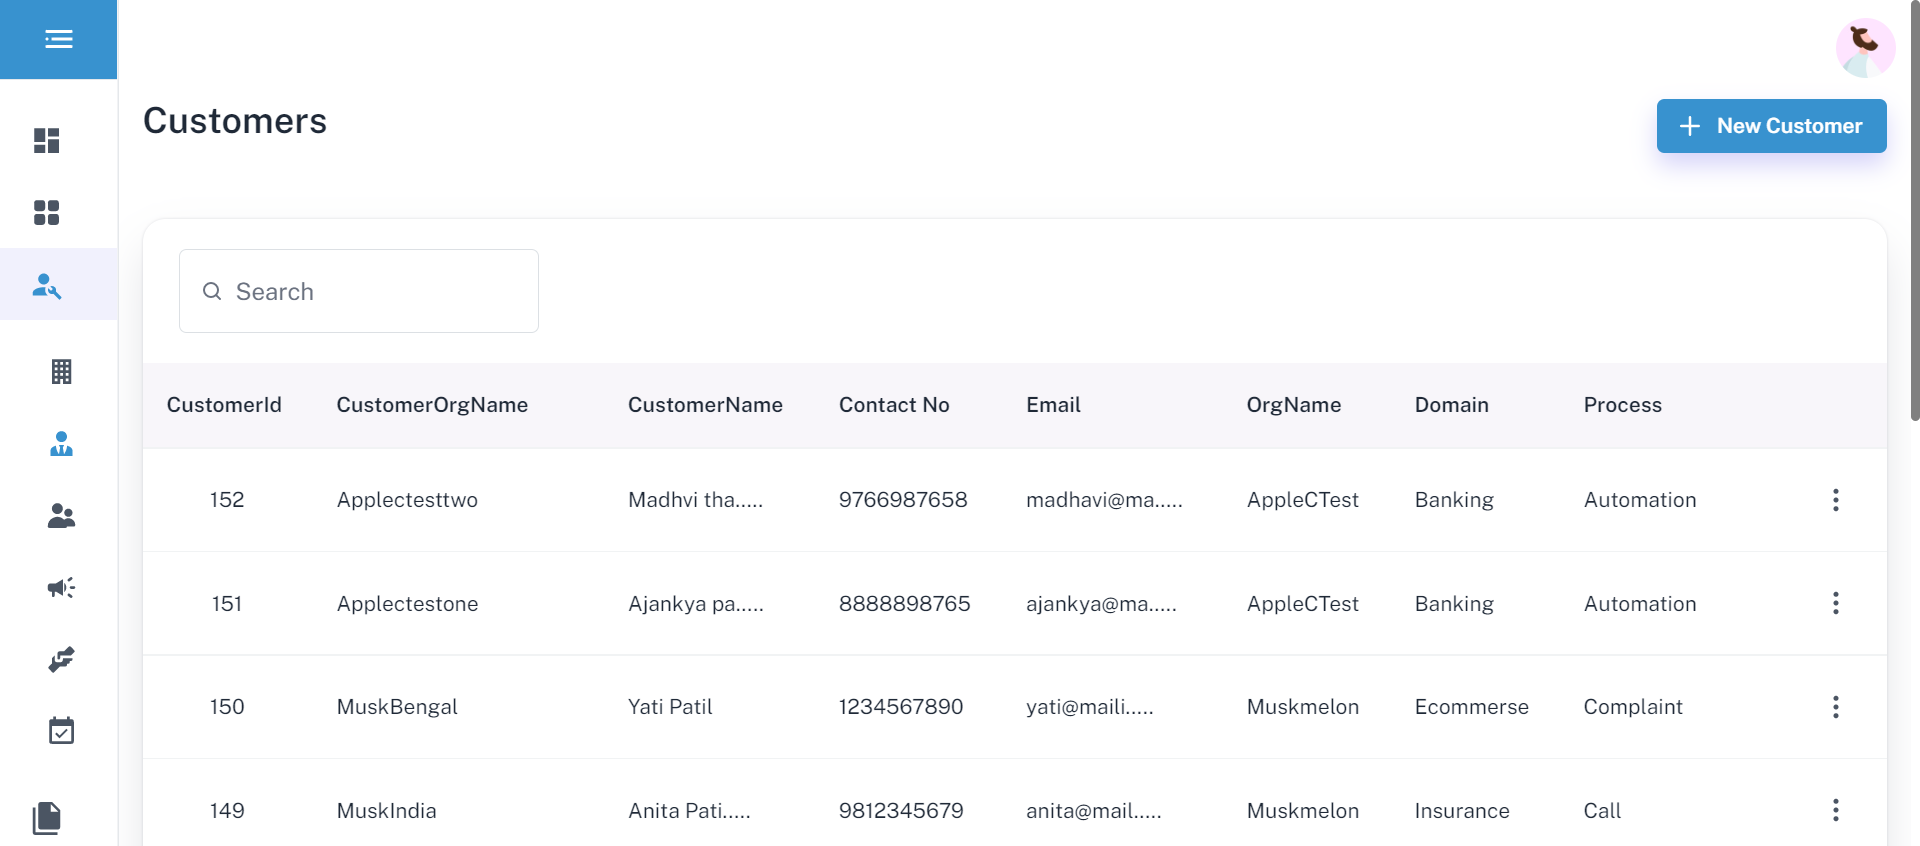 Customers
New Customer
Search
CustomerId CustomerOrgName CustomerName Contact No Email OrgName Domain Process
152 Applectesttwo Madhvi tha..... 9766987658 madhavi@ma..... AppleCTest Banking Automation
151 Applectestone Ajankya pa..... 8888898765 ajankya@ma..... AppleCTest Banking Automation
150 MuskBengal Yati Patil 1234567890 yati@maili..... Muskmelon Ecommerse Complaint
149 MuskIndia Anita Pati..... 9812345679 anita@mail..... Muskmelon Insurance Call